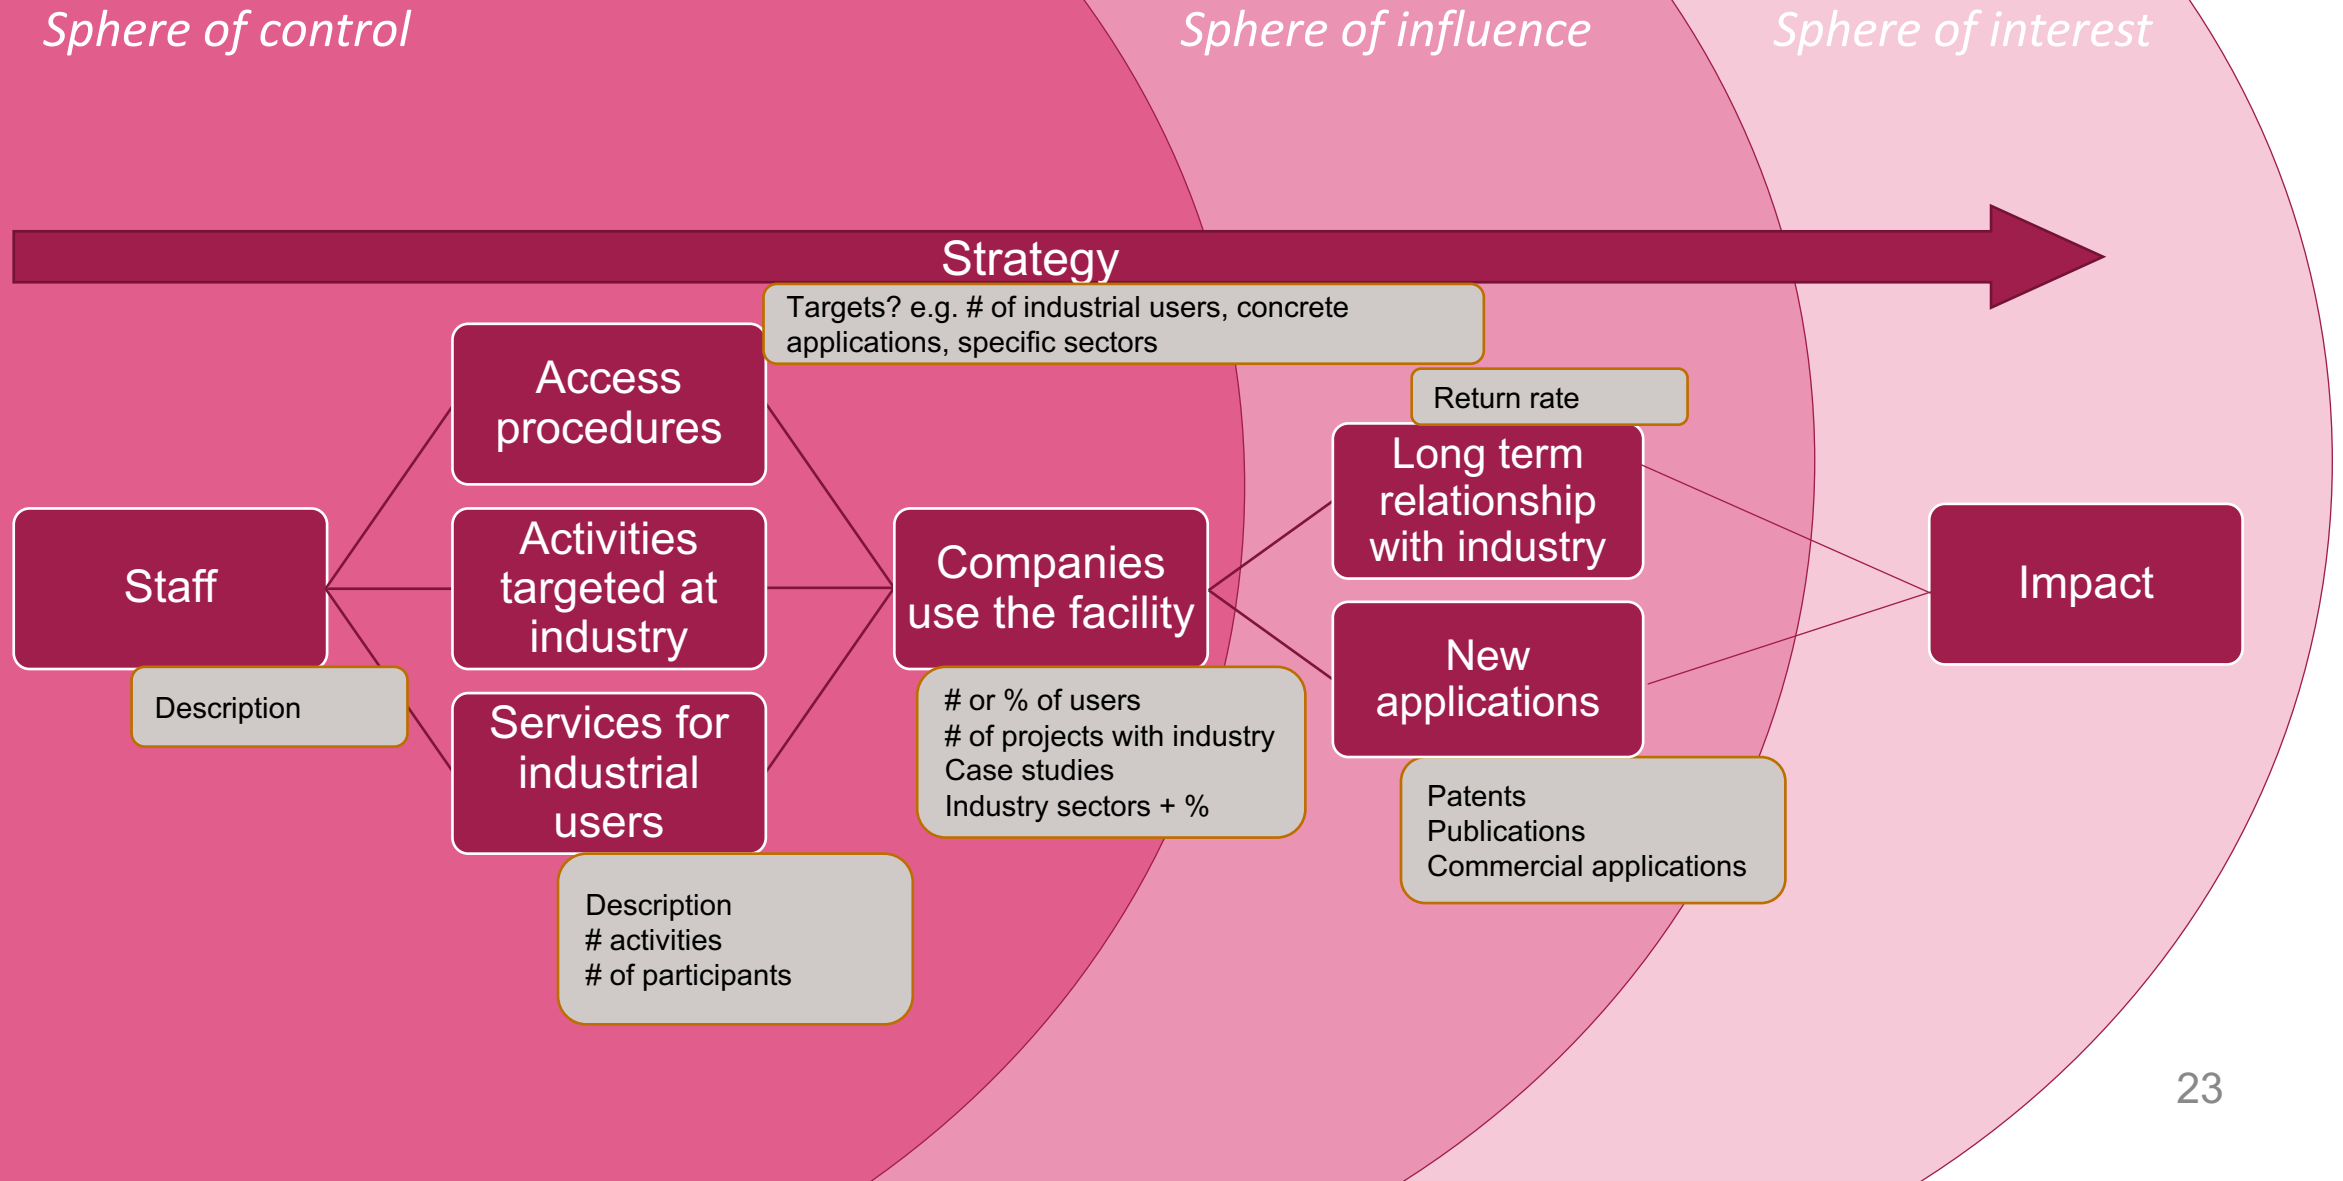 Sphere of control
Sphere of influence
Sphere of interest
Strategy
Targets? e.g. # of industrial users, concrete
applications, specific sectors
Access
procedures
Return rate
Long term
relationship
with industry
Staff
Activities
targeted at
industry
Companies
use the facility
Impact
Description
Services for
industrial
users
# or % of users
# of projects with industry
Case studies
Industry sectors + %
New
applications
Patents
Publications
Commercial applications
Description
# activities
# of participants
23